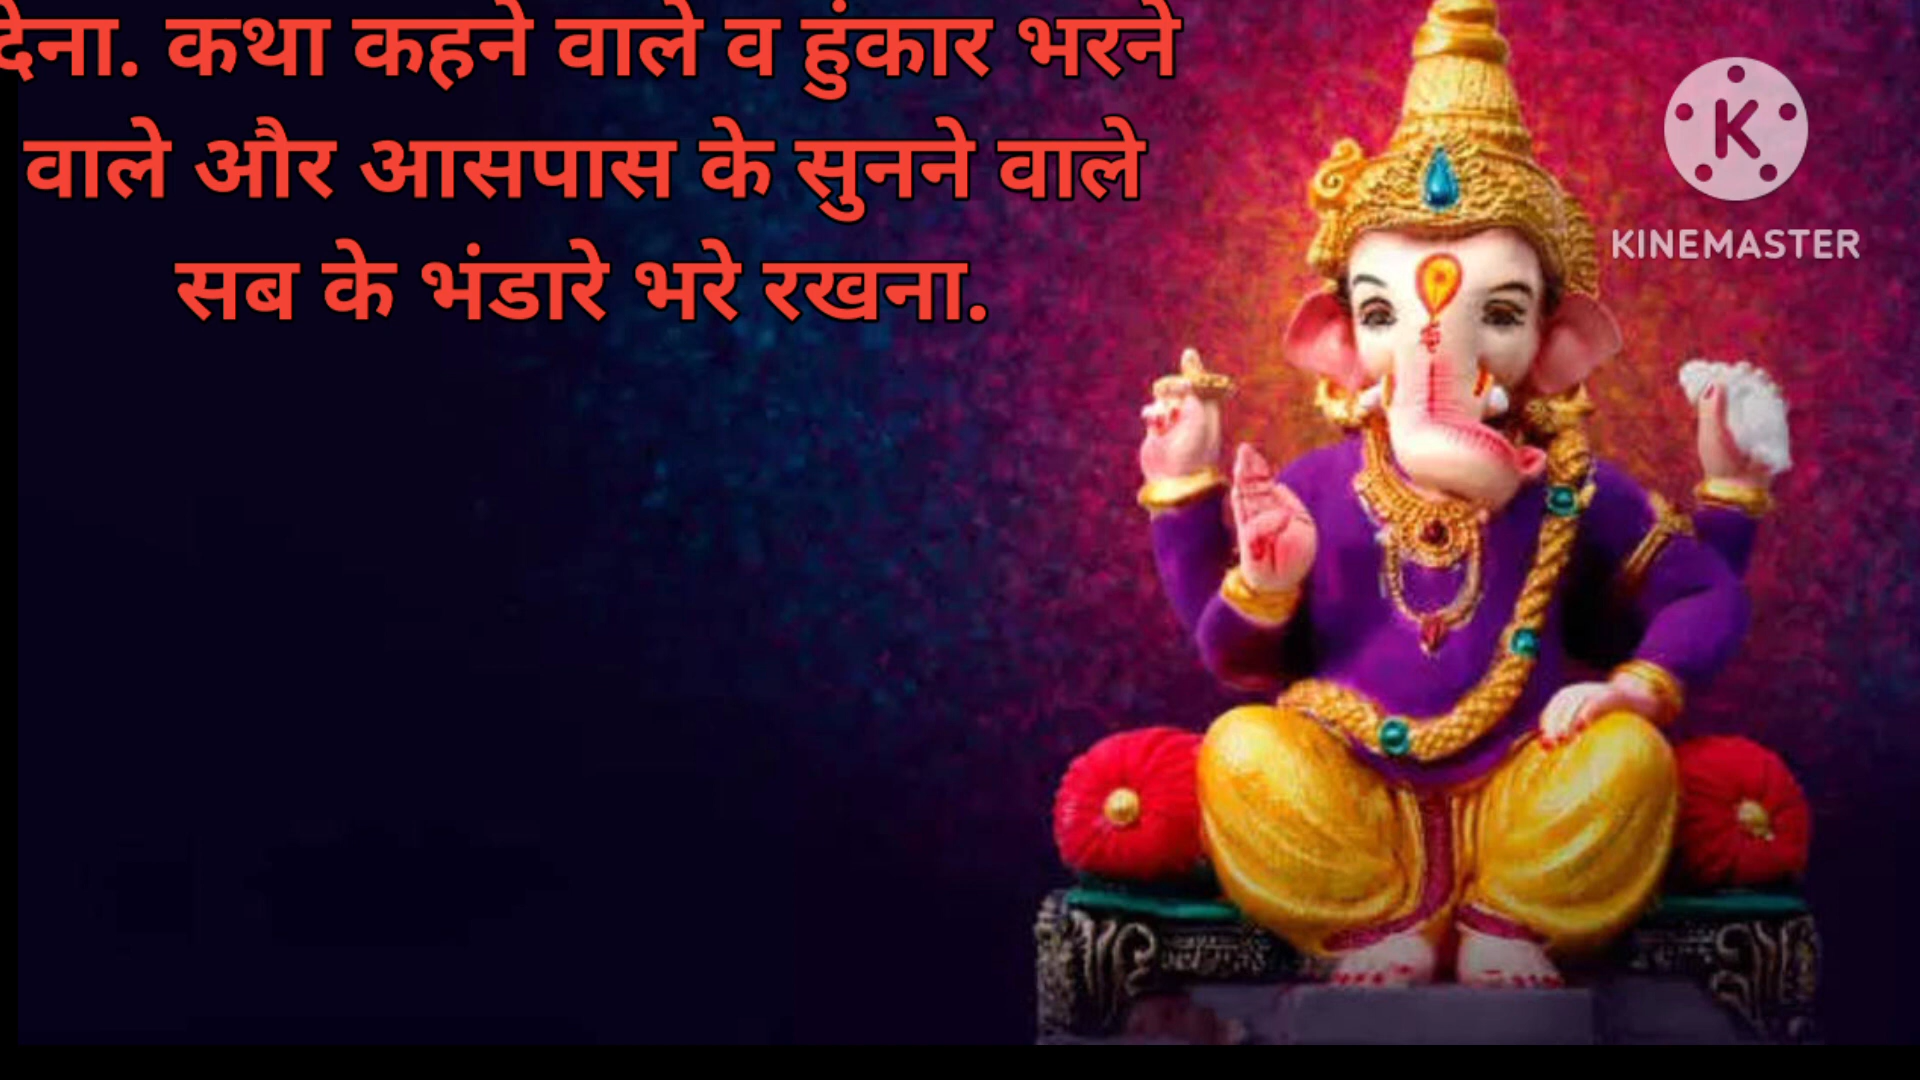 देना. कथा कहने वाले व हुंकार भरने
वाले और आसपास के सुनने वाले
सब के भंडारे भरे रखना.
K
KINEMASTER